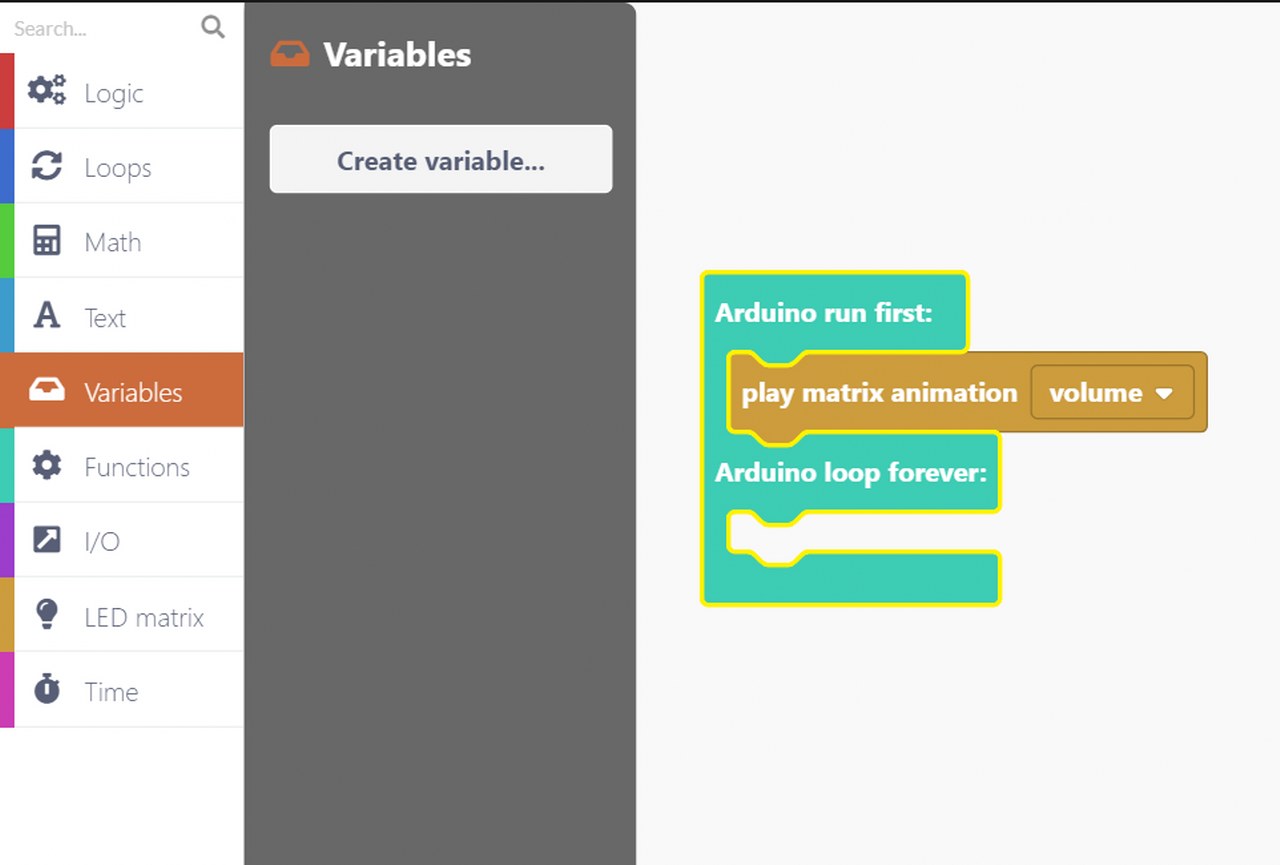 Search...
Logic
Loops
Math
Text
Variables
Functions
I/O
LED matrix
Time
Variables
Create variable...
Arduino run first:
play matrix animation volume
Arduino loop forever: